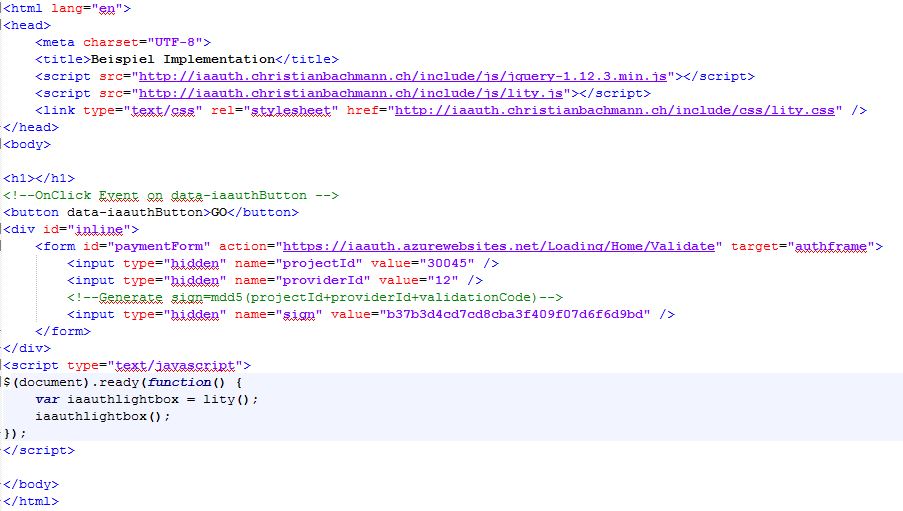 <html lang="en">
<head>
    <meta charset="UTF-8">
    <title>Beispiel Implementation</title>
    <script src="http://iaauth.christianbachmann.ch/include/js/jquery-1.12.3.min.js"></script>
    <script src="http://iaauth.christianbachmann.ch/include/js/lity.js"></script>
    <link type="text/css" rel="stylesheet" href="http://iaauth.christianbachmann.ch/include/css/lity.css" />
</head>
<body>
<h1></h1>
<!--OnClick Event on data-iaauthButton -->
<button data-iaauthButton>GO</button>
<div id="inline">
    <form id="paymentForm" action="https://iaauth.azurewebsites.net/Loading/Home/Validate" target="authframe">
        <input type="hidden" name="projectId" value="30045" />
        <input type="hidden" name="providerId" value="12" />
        <!--Generate sign=mdd5(projectId+providerId+validationCode)-->
        <input type="hidden" name="sign" value="b37b3d4cd7cd8cba3f409f07d6f6d9bd" />
    </form>
</div>
<script type="text/javascript">
$(document).ready(function() {
    var iaauthlightbox = lity();
    iaauthlightbox();
});
</script>
</body>
</html>